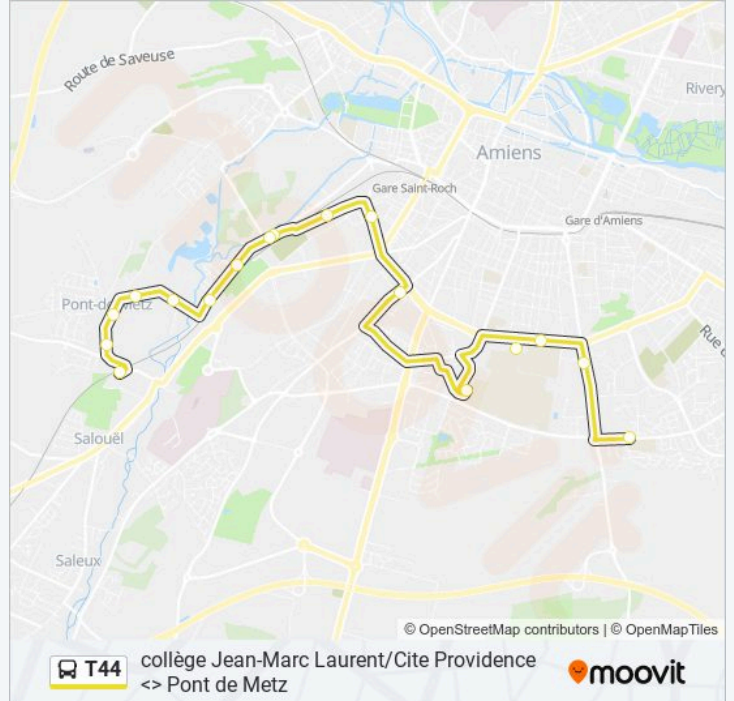 Route de Saveuse
Rivery
Amiens
Gare Saint-Roch
Gare d'Amiens
Pont-de-Metz
Rue d
Salouël
Saleux
© OpenStreetMap contributors | © OpenMapTiles
T44
collège Jean-Marc Laurent/Cite Providence
<> Pont de Metz
moovit